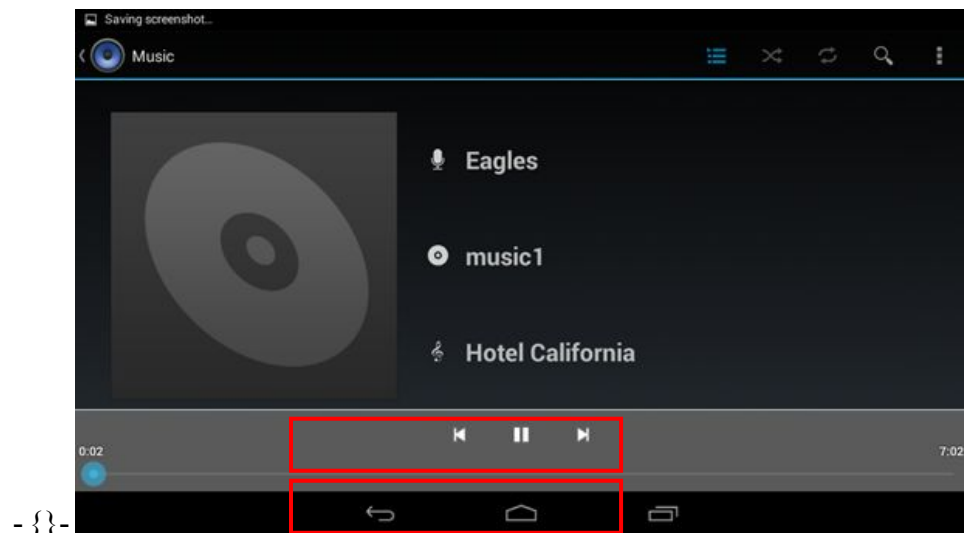 Saving screenshot...
Music
Eagles
music1
Hotel California
0:02
7:02
- {}-